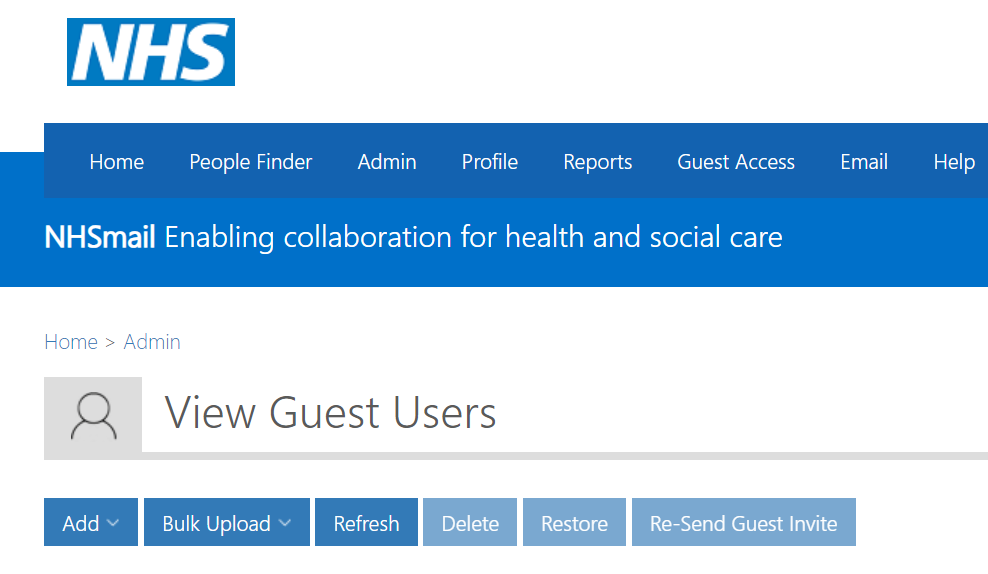 NHS
Home People Finder Admin Profile Reports Guest Access Email Help
NHSmail Enabling collaboration for health and social care
Home > Admin
View Guest Users
Add Bulk Upload Refresh Delete Restore Re-Send Guest Invite